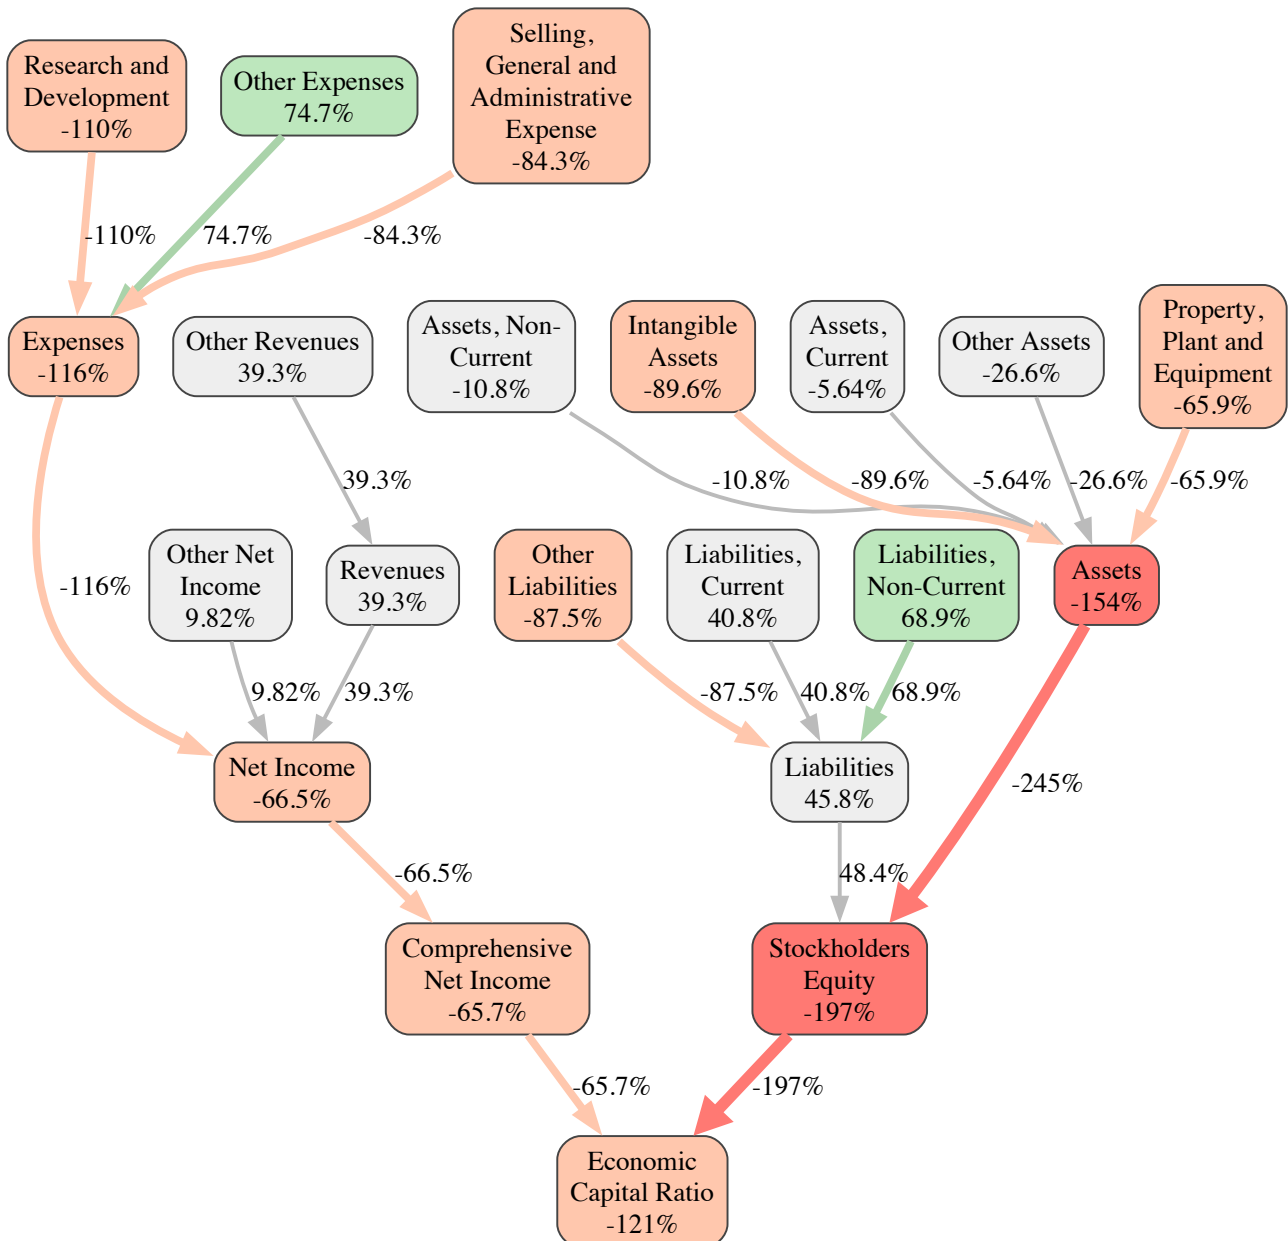 Research and
Development
-110%
Other Expenses
74.7%
Selling,
General and
Administrative
Expense
-84.3%
-110%
74.7%
-84.3%
Expenses
-116%
Other Revenues
39.3%
Assets, Non-
Current
-10.8%
Intangible
Assets
-89.6%
Assets,
Current
-5.64%
Other Assets
-26.6%
Property,
Plant and
Equipment
-65.9%
39.3%
-10.8%
-89.6%
-5.64%
-26.6%
-65.9%
-116%
Other Net
Income
9.82%
Revenues
39.3%
Other
Liabilities
-87.5%
Liabilities,
Current
40.8%
Liabilities,
Non-Current
68.9%
Assets
-154%
9.82%
39.3%
-87.5%
40.8%
68.9%
Net Income
-66.5%
Liabilities
45.8%
-245%
-66.5%
48.4%
Comprehensive
Net Income
-65.7%
Stockholders
Equity
-197%
-65.7%
-197%
Economic
Capital Ratio
-121%